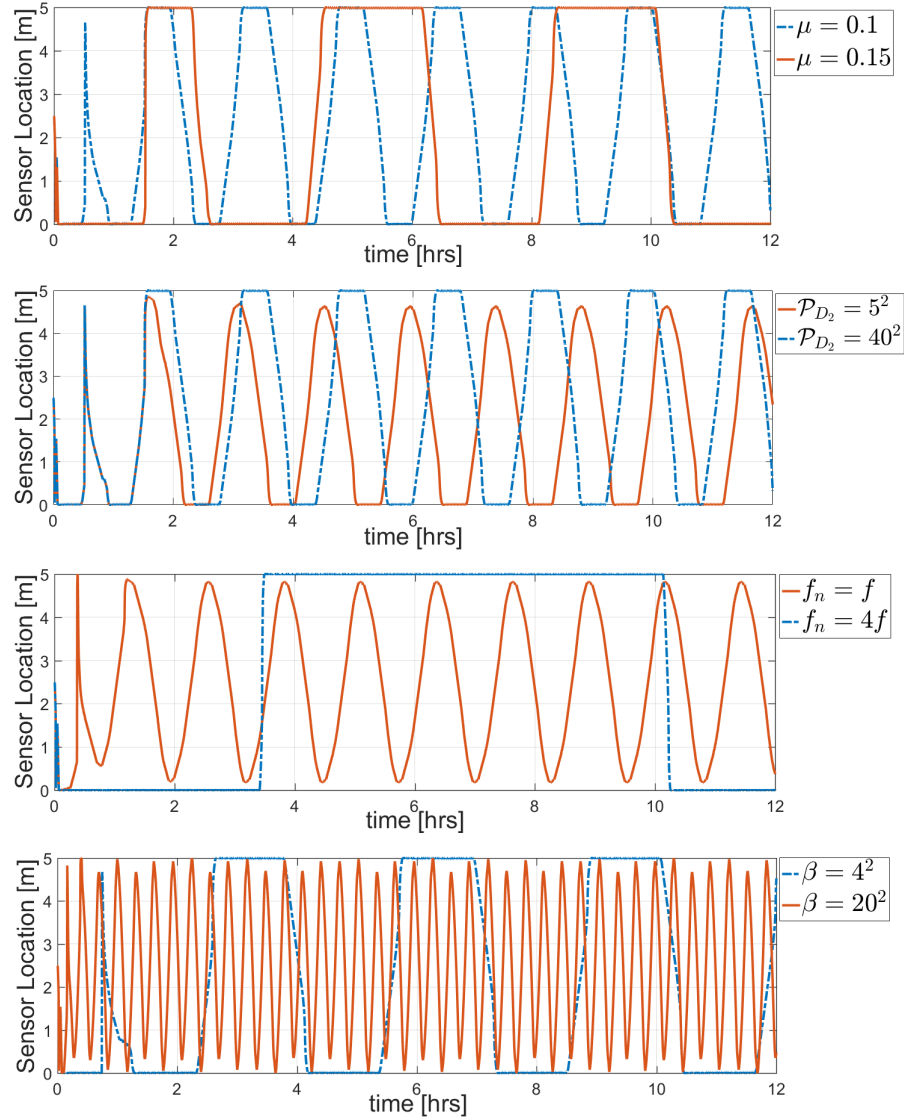 Sensor Location [m]
5
4
3
2
1
0
0 2 4 6 8 10 12
time [hrs]
μ = 0.1
μ = 0.15
Sensor Location [m]
5
4
3
2
1
0
0 2 4 6 8 10 12
time [hrs]
𝒫_{D_2} = 5^2
𝒫_{D_2} = 40^2
Sensor Location [m]
5
4
3
2
1
0
0 2 4 6 8 10 12
time [hrs]
f_n = f
f_n = 4f
Sensor Location [m]
5
4
3
2
1
0
0 2 4 6 8 10 12
time [hrs]
β = 4^2
β = 20^2